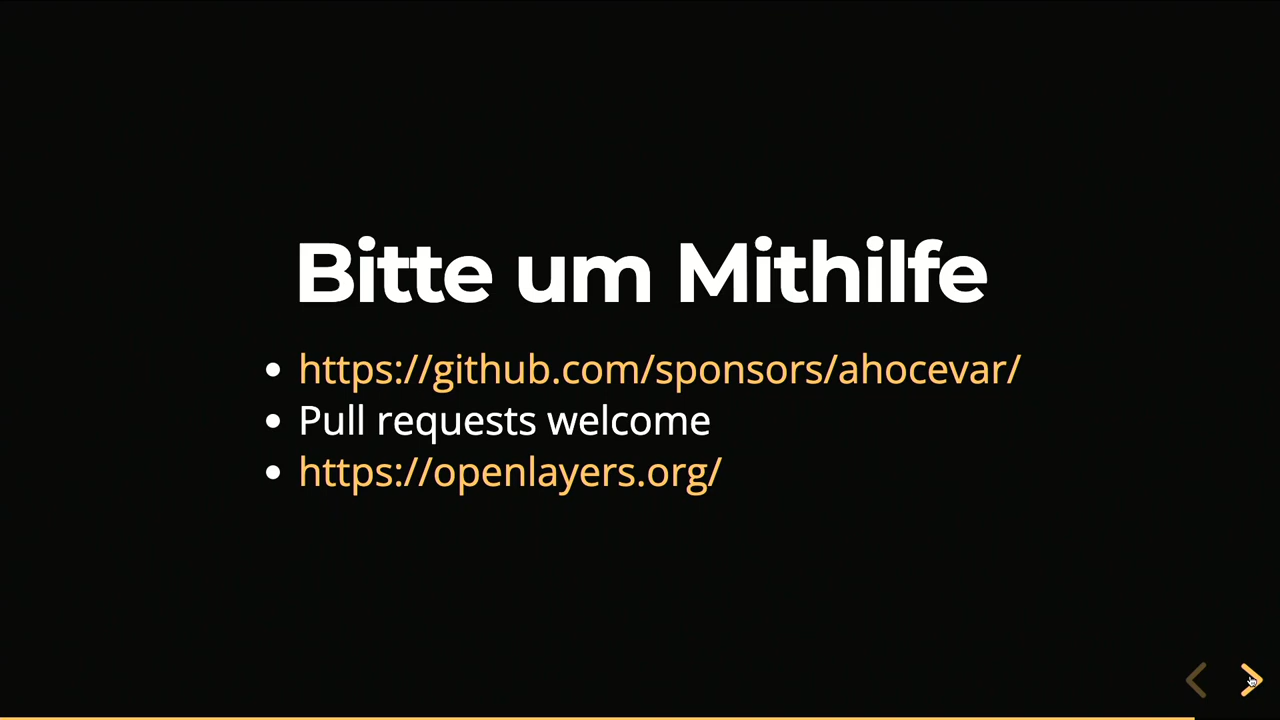 Bitte um Mithilfe
https://github.com/sponsors/ahocevar/
Pull requests welcome
https://openlayers.org/